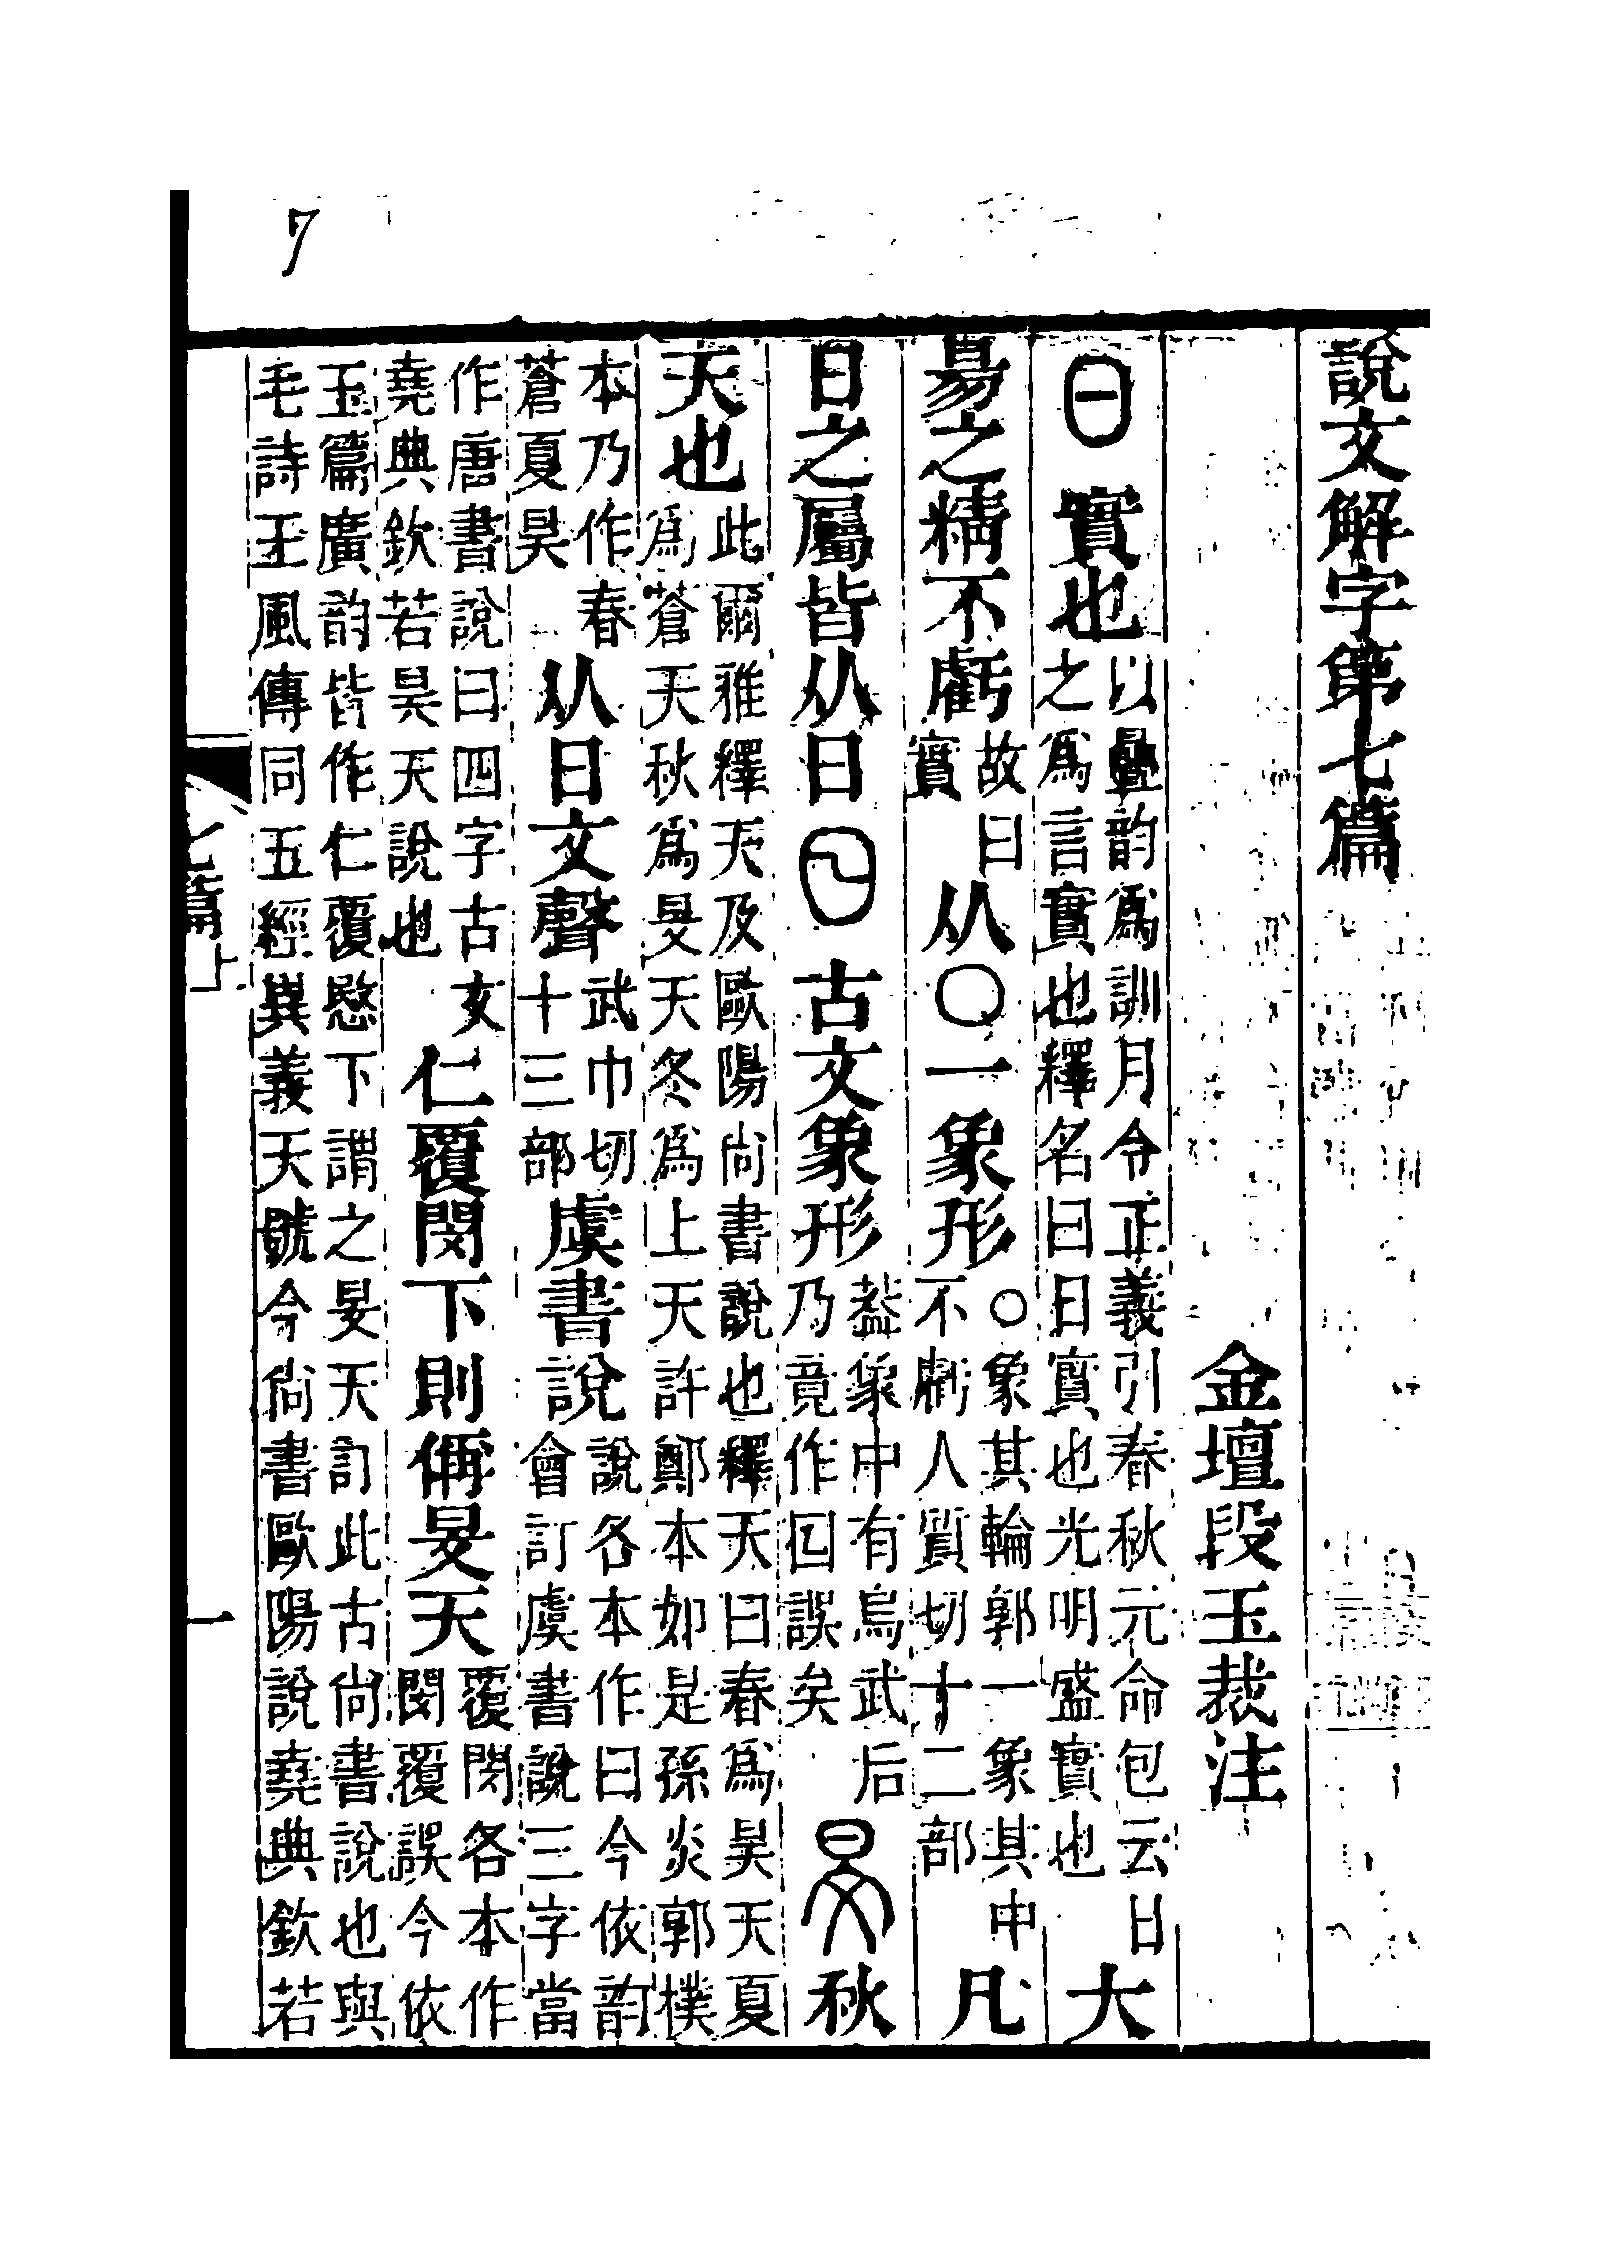 7
說文解字第七篇
金壇段玉裁注
日 實也 以曡韵爲訓月令正義引春秋元命包云日之爲言實也釋名曰日實也光明盛實也 大
昜之精不虧 故曰實 从○一象形 ○象其輪郭一象其中不虧人質切十二部 凡
日之屬皆从日 古文象形 葢象中有烏武后乃竟作囸誤矣 旻 秋
天也 此爾雅釋天及歐陽尚書說也釋天曰春爲昊天夏爲蒼天秋爲旻天冬爲上天許鄭本如是孫炎郭樸
本乃作春蒼夏昊 从日文聲 武巾切十三部 虞書說 說各本作曰今依韵會訂虞書說三字當
作唐書說曰四字古文堯典欽若昊天說也 仁覆閔下則偁旻天 覆閔各本作閔覆誤今依
玉篇廣韵皆作仁覆愍下謂之旻天訂此古尚書說也與毛詩王風傳同五經異義天號今尚書歐陽說堯典欽若
七篇上
一